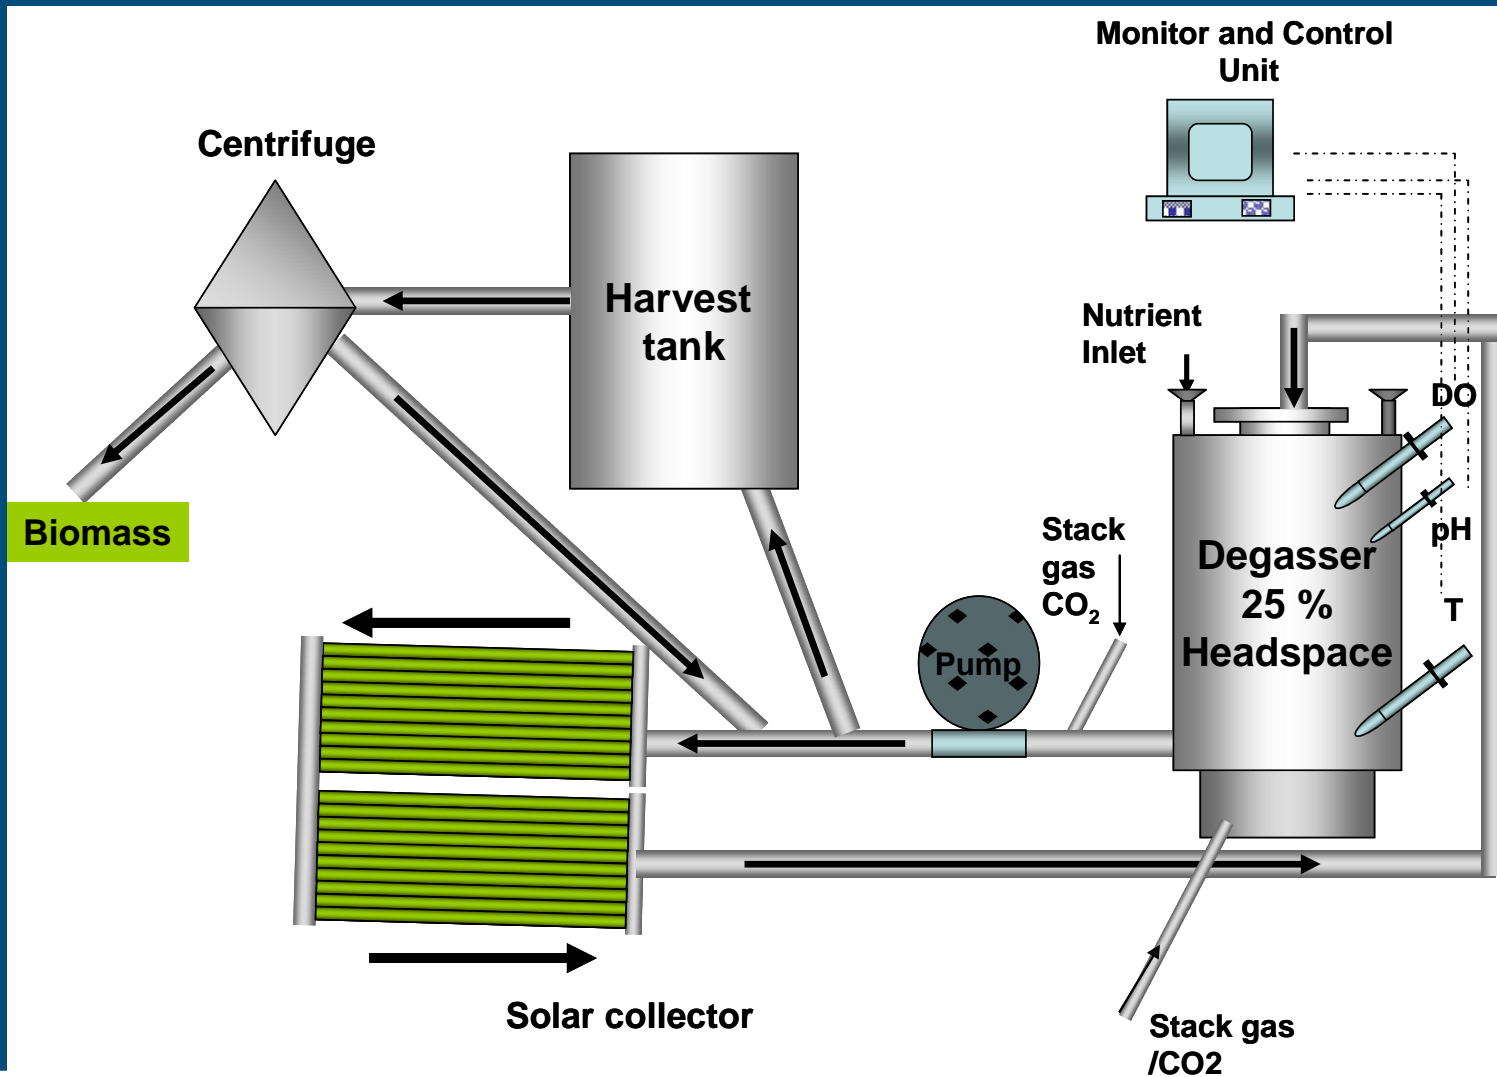 Monitor and Control
Unit
Centrifuge
Harvest
tank
Nutrient
Inlet
DO
Biomass
Stack
gas
CO₂
pH
Degasser
25 %
Headspace
T
Pump
Solar collector
Stack gas
/CO2